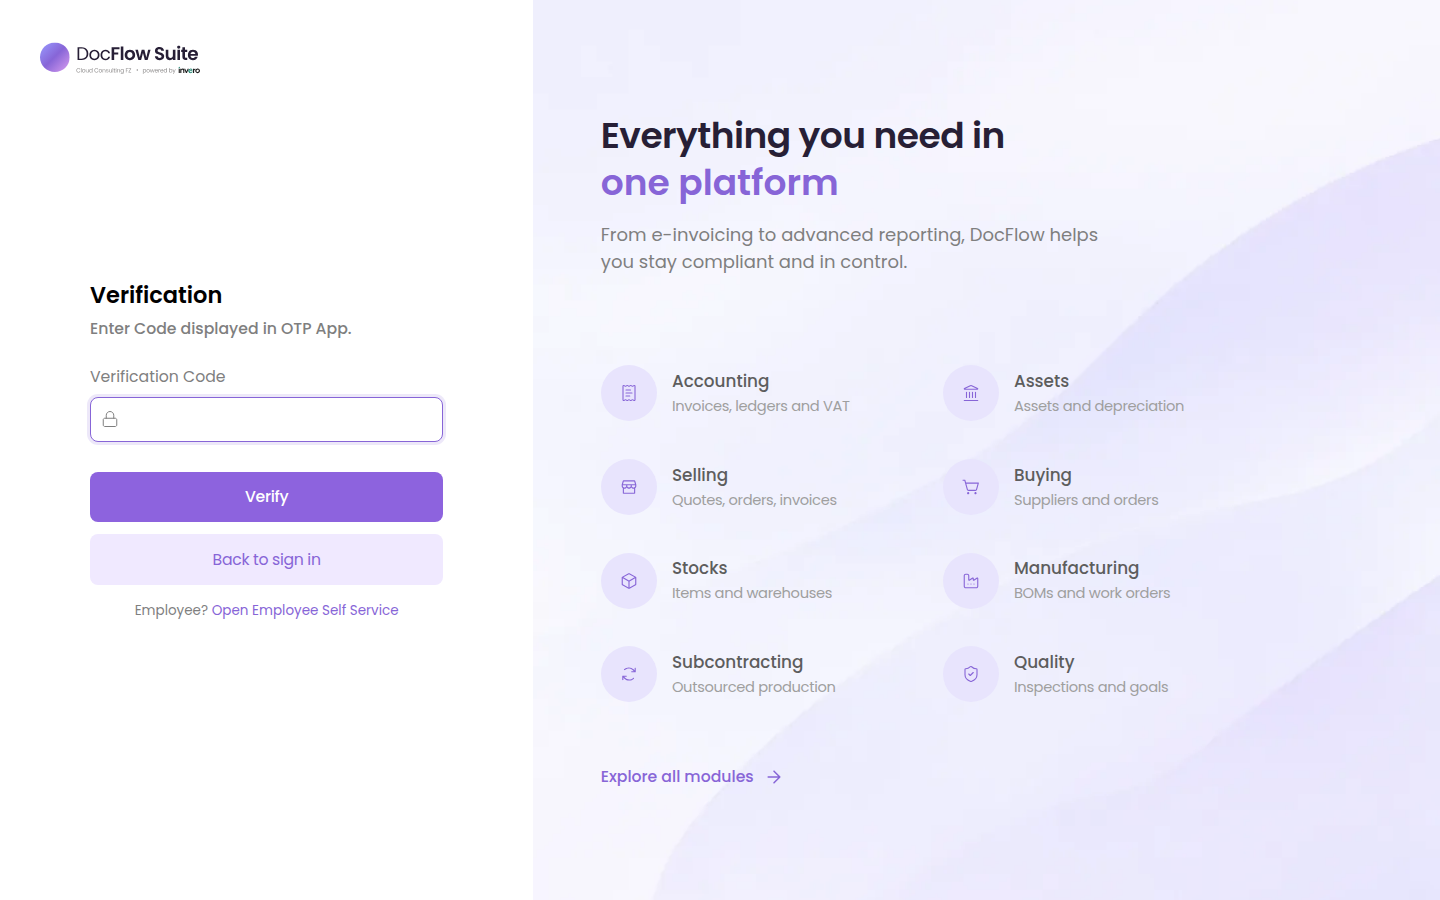 DocFlow Suite
Cloud Consulting FZ • powered by invero
Verification
Enter Code displayed in OTP App.
Verification Code
Verify
Back to sign in
Employee? Open Employee Self Service
Everything you need in
one platform
From e-invoicing to advanced reporting, DocFlow helps
you stay compliant and in control.
Accounting
Invoices, ledgers and VAT
Assets
Assets and depreciation
Selling
Quotes, orders, invoices
Buying
Suppliers and orders
Stocks
Items and warehouses
Manufacturing
BOMs and work orders
Subcontracting
Outsourced production
Quality
Inspections and goals
Explore all modules